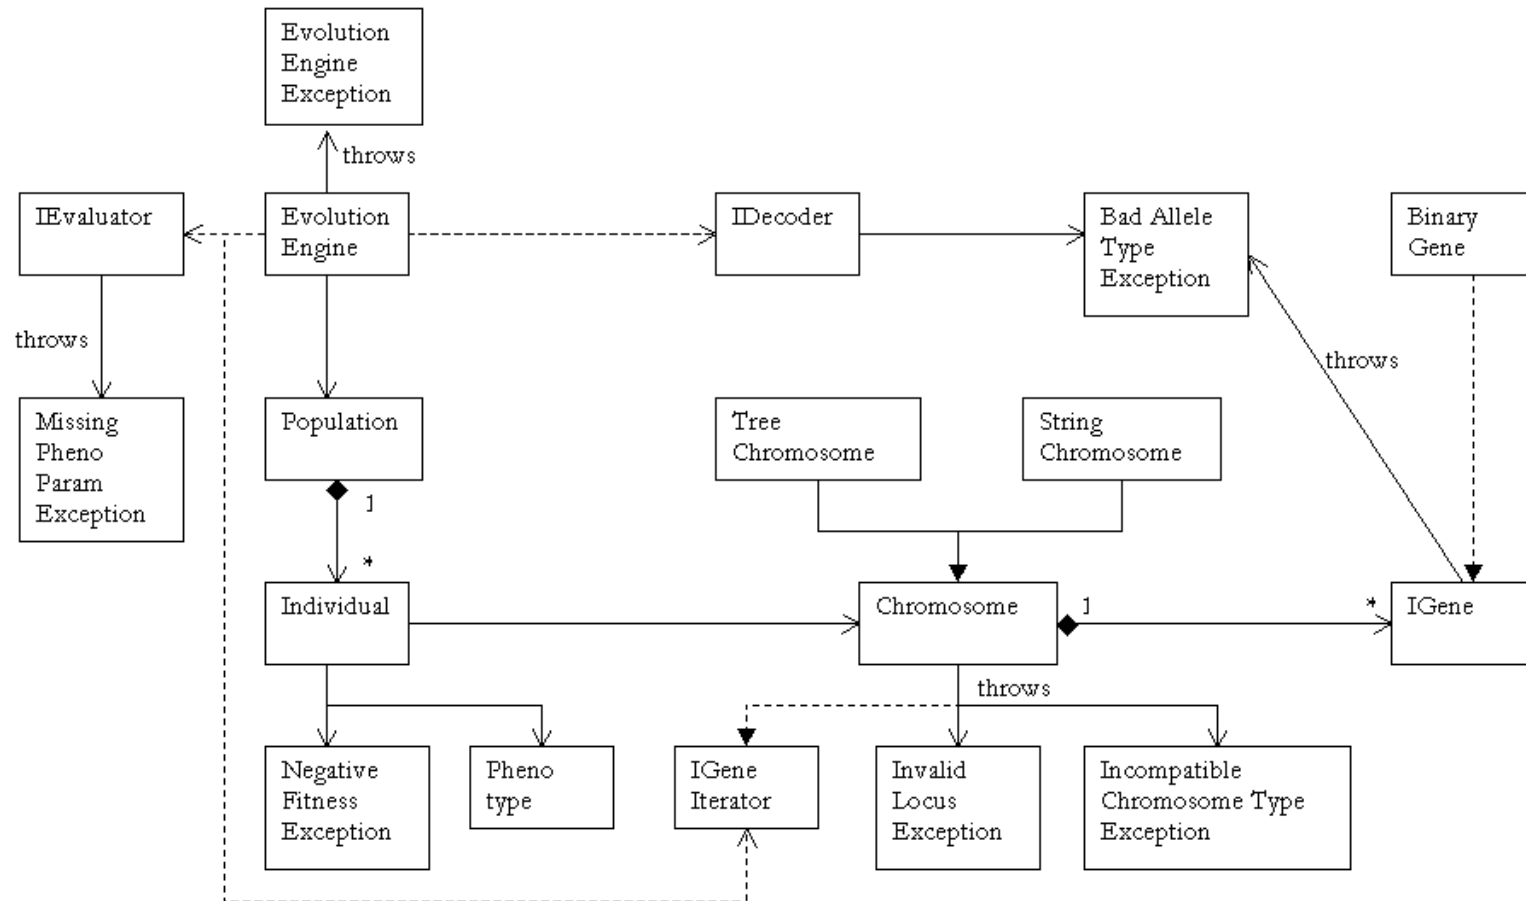 Evolution
Engine
Exception
throws
IEvaluator
Evolution
Engine
IDecoder
Bad Allele
Type
Exception
Binary
Gene
throws
throws
Missing
Pheno
Param
Exception
Population
Tree
Chromosome
String
Chromosome
1
*
Individual
Chromosome
1
*
IGene
throws
Negative
Fitness
Exception
Pheno
type
IGene
Iterator
Invalid
Locus
Exception
Incompatible
Chromosome Type
Exception